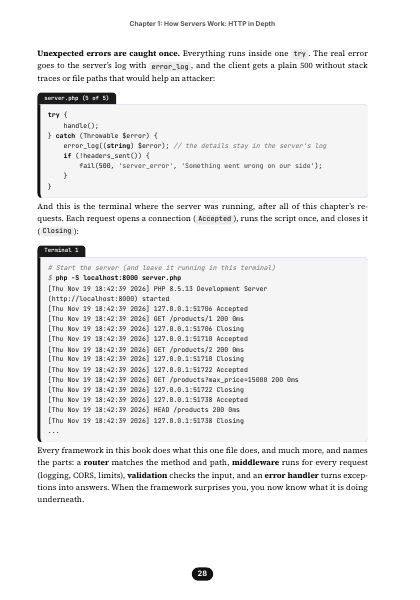 Chapter 1: How Servers Work: HTTP in Depth
Unexpected errors are caught once. Everything runs inside one try. The real error
goes to the server's log with error_log, and the client gets a plain 500 without stack
traces or file paths that would help an attacker:
server.php (5 of 5)
try {
    handle();
} catch (Throwable $error) {
    error_log((string) $error); // the details stay in the server's log
    if (!headers_sent()) {
        fail(500, 'server_error', 'Something went wrong on our side');
    }
}
And this is the terminal where the server was running, after all of this chapter's re-
quests. Each request opens a connection (Accepted), runs the script once, and closes it
(Closing):
Terminal 1
# Start the server (and leave it running in this terminal)
$ php -S localhost:8000 server.php
[Thu Nov 19 18:42:39 2026] PHP 8.5.13 Development Server
(http://localhost:8000) started
[Thu Nov 19 18:42:39 2026] 127.0.0.1:51706 Accepted
[Thu Nov 19 18:42:39 2026] GET /products/1 200 0ms
[Thu Nov 19 18:42:39 2026] 127.0.0.1:51706 Closing
[Thu Nov 19 18:42:39 2026] 127.0.0.1:51710 Accepted
[Thu Nov 19 18:42:39 2026] GET /products/2 200 0ms
[Thu Nov 19 18:42:39 2026] 127.0.0.1:51710 Closing
[Thu Nov 19 18:42:39 2026] 127.0.0.1:51722 Accepted
[Thu Nov 19 18:42:39 2026] GET /products?max_price=15000 200 0ms
[Thu Nov 19 18:42:39 2026] 127.0.0.1:51722 Closing
[Thu Nov 19 18:42:39 2026] 127.0.0.1:51738 Accepted
[Thu Nov 19 18:42:39 2026] HEAD /products 200 0ms
[Thu Nov 19 18:42:39 2026] 127.0.0.1:51738 Closing
...
Every framework in this book does what this one file does, and much more, and names
the parts: a router matches the method and path, middleware runs for every request
(logging, CORS, limits), validation checks the input, and an error handler turns excep-
tions into answers. When the framework surprises you, you now know what it is doing
underneath.
28